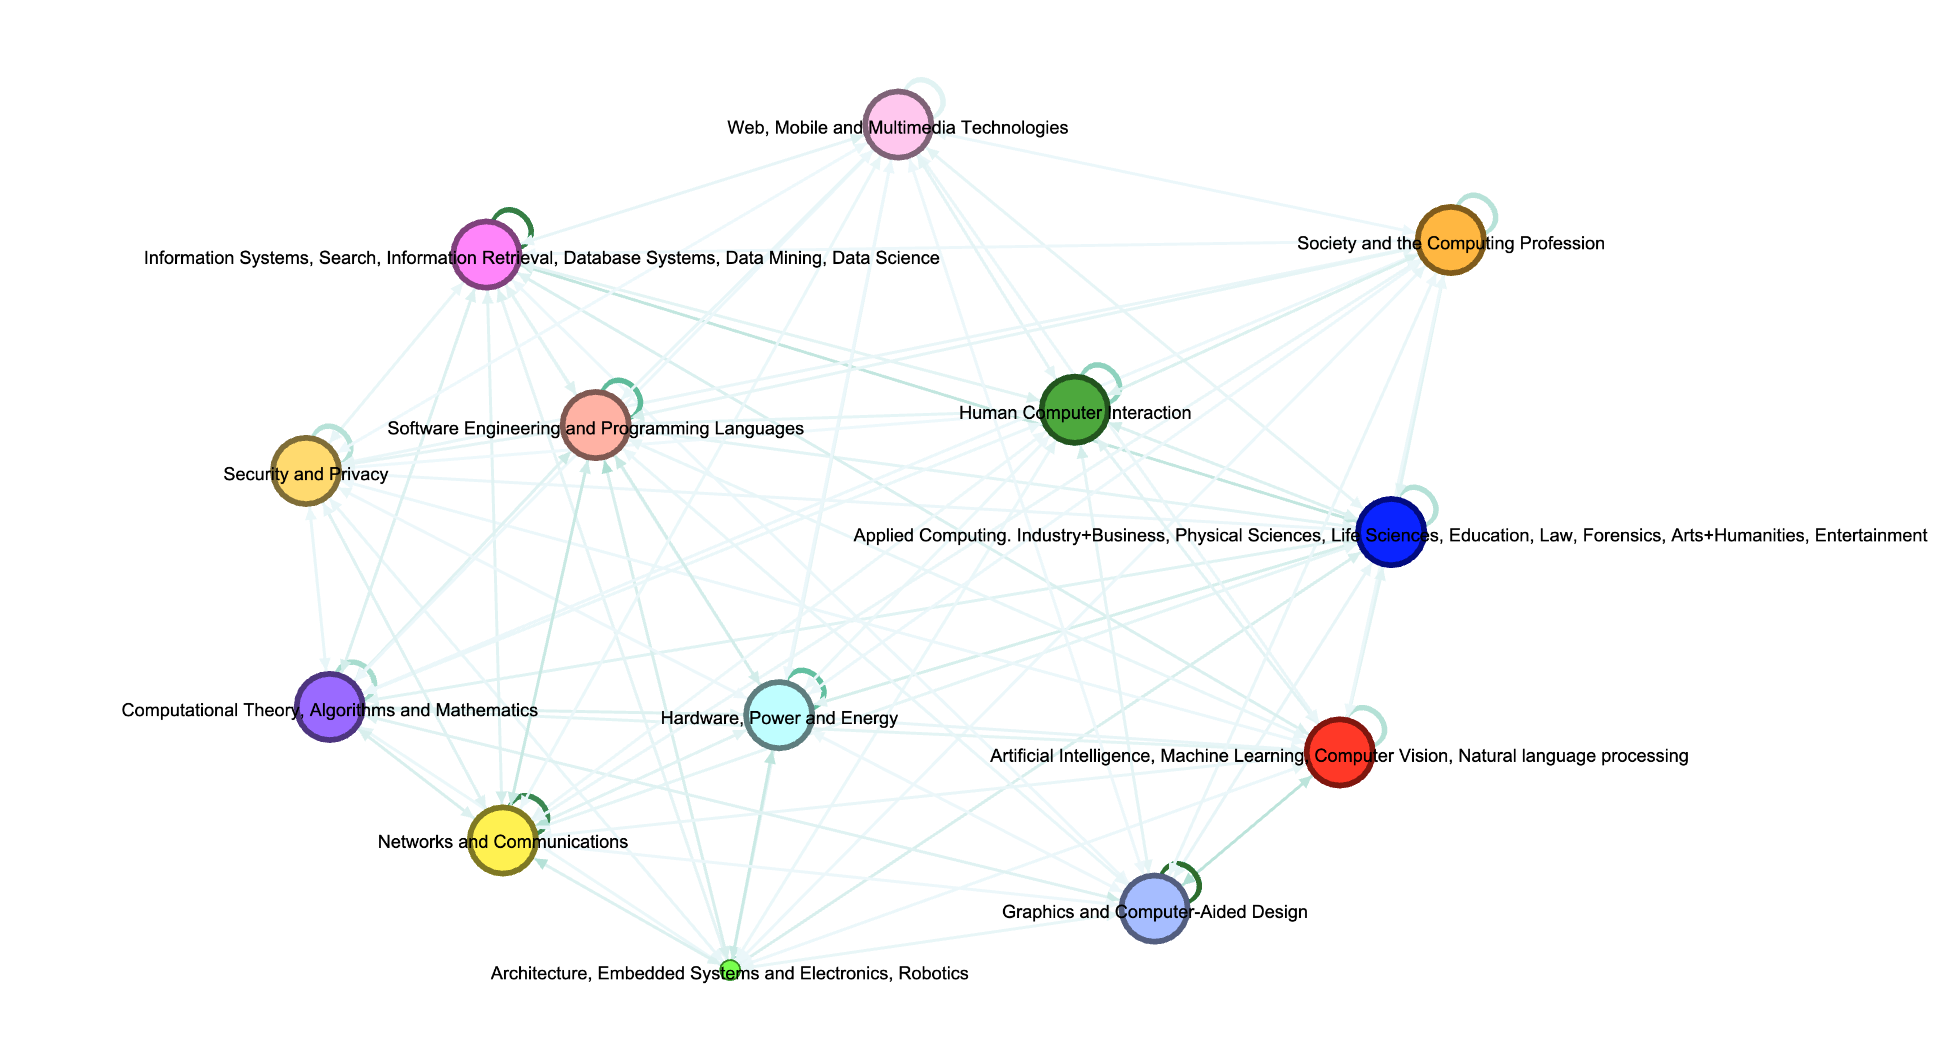 Web, Mobile and Multimedia Technologies
Society and the Computing Profession
Information Systems, Search, Information Retrieval, Database Systems, Data Mining, Data Science
Human Computer Interaction
Software Engineering and Programming Languages
Security and Privacy
Applied Computing. Industry+Business, Physical Sciences, Life Sciences, Education, Law, Forensics, Arts+Humanities, Entertainment
Computational Theory, Algorithms and Mathematics
Hardware, Power and Energy
Artificial Intelligence, Machine Learning, Computer Vision, Natural language processing
Networks and Communications
Graphics and Computer-Aided Design
Architecture, Embedded Systems and Electronics, Robotics